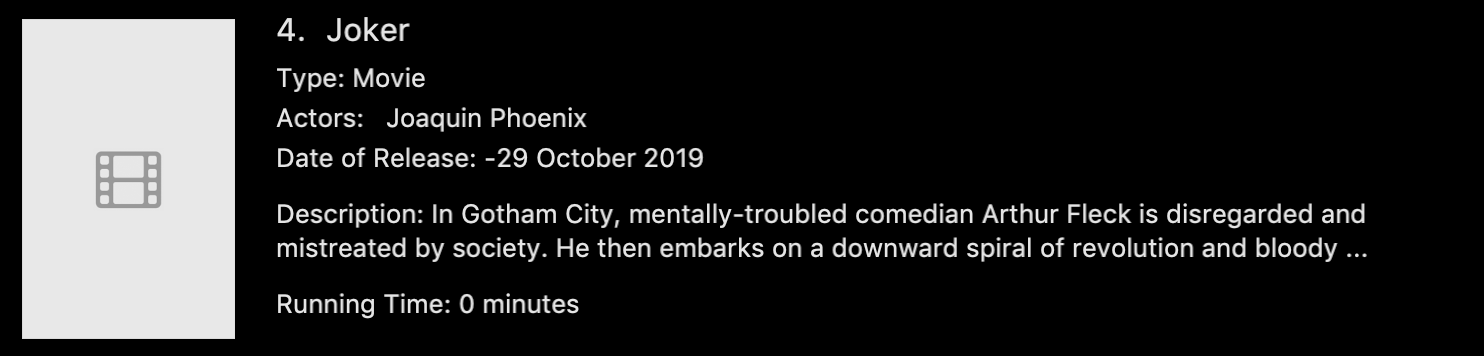 4. Joker
Type: Movie
Actors: Joaquin Phoenix
Date of Release: -29 October 2019
Description: In Gotham City, mentally-troubled comedian Arthur Fleck is disregarded and
mistreated by society. He then embarks on a downward spiral of revolution and bloody ...
Running Time: 0 minutes